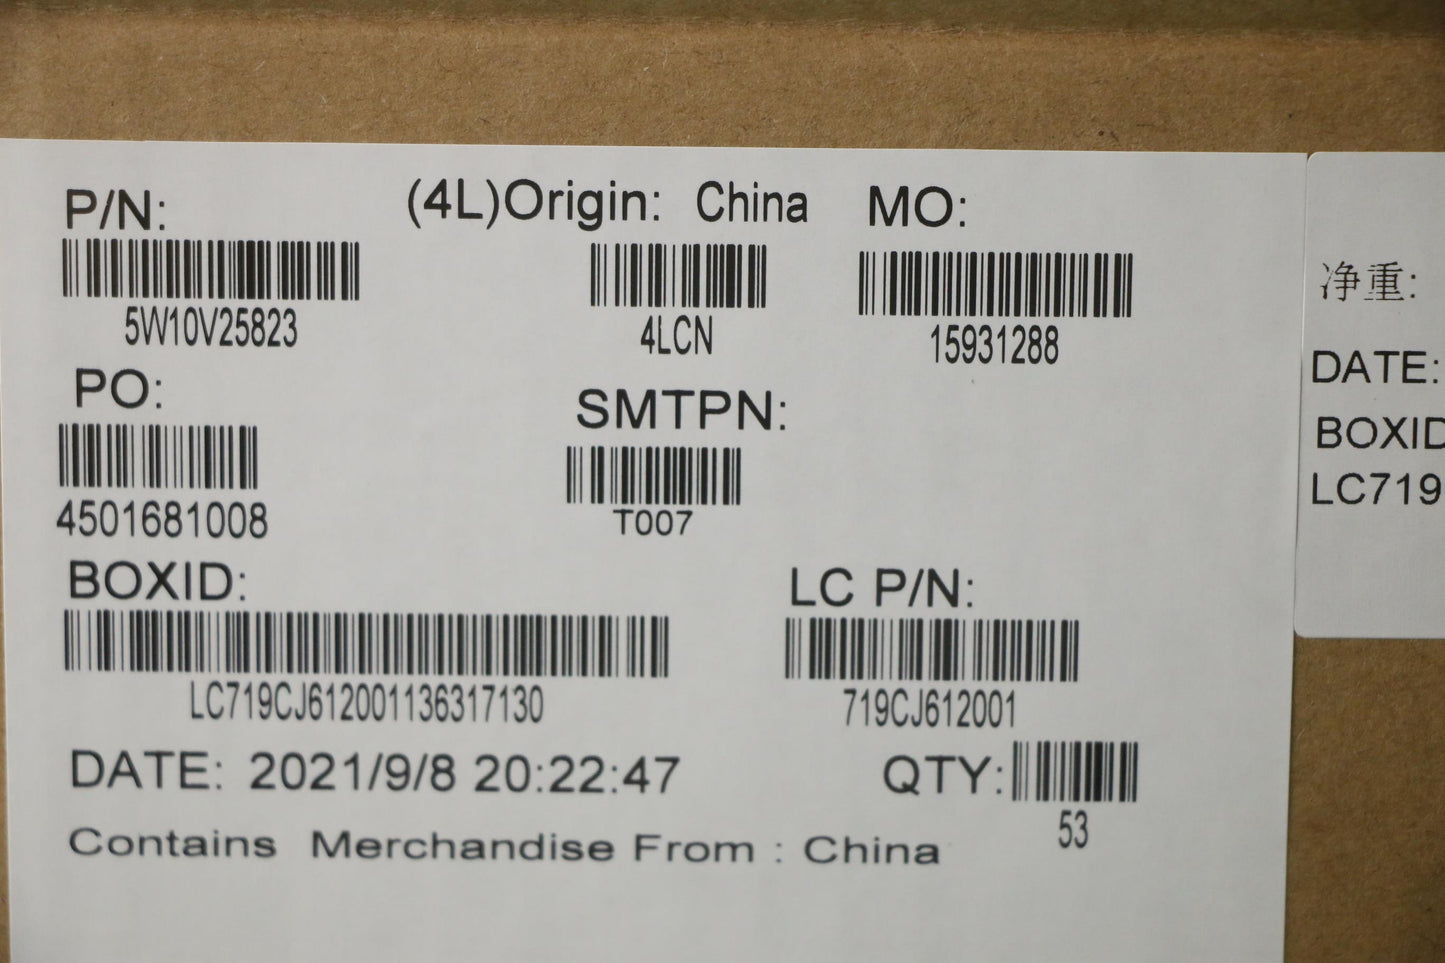 P/N:
(4L)Origin: China
MO:
5W10V25823
4LCN
15931288
PO:
SMTPN:
4501681008
T007
BOXID:
LC P/N:
LC719CJ612001136317130
719CJ612001
DATE: 2021/9/8 20:22:47
QTY:
53
Contains Merchandise From : China
净重:
DATE:
BOXID
LC719